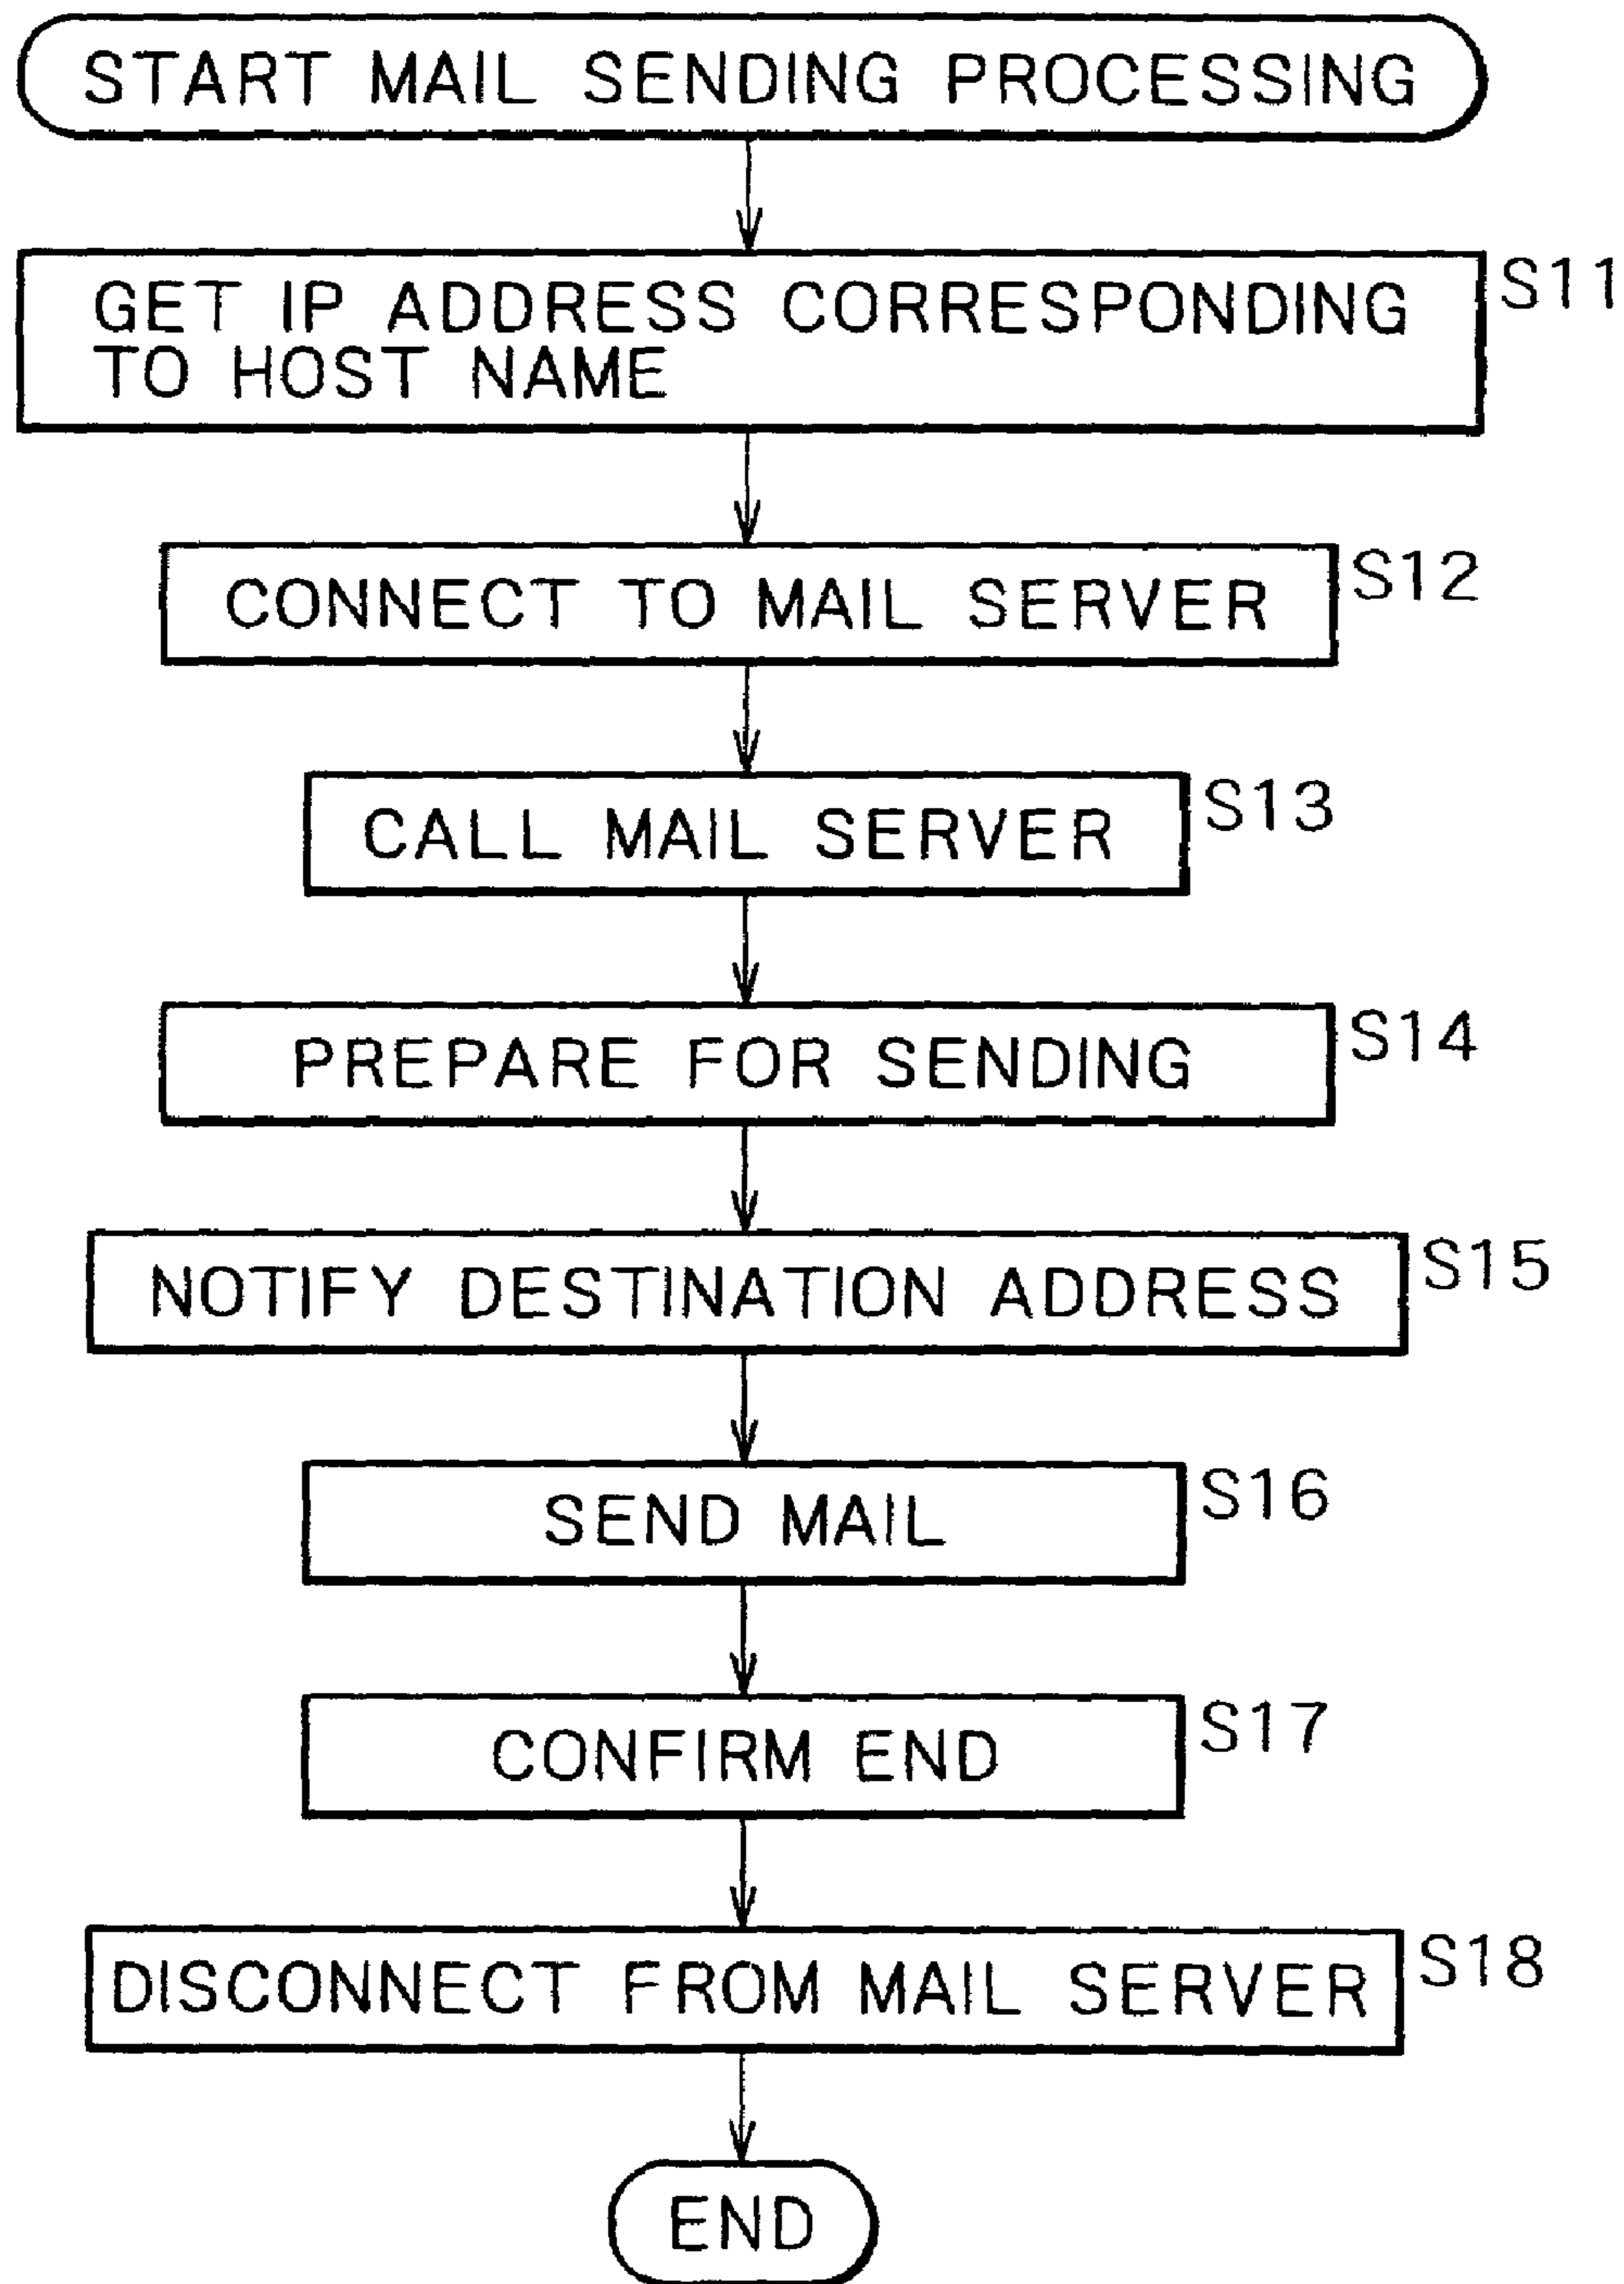 START MAIL SENDING PROCESSING
GET IP ADDRESS CORRESPONDING
TO HOST NAME
S11
CONNECT TO MAIL SERVER
S12
CALL MAIL SERVER
S13
PREPARE FOR SENDING
S14
NOTIFY DESTINATION ADDRESS
S15
SEND MAIL
S16
CONFIRM END
S17
DISCONNECT FROM MAIL SERVER
S18
END